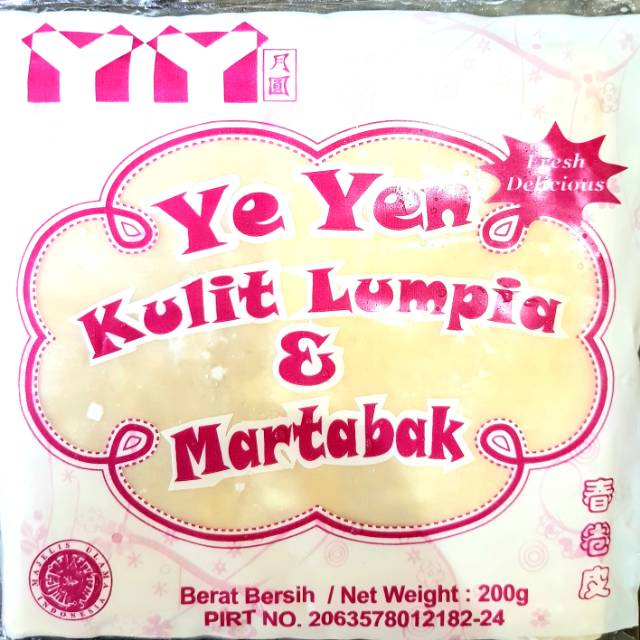 YY
月圓
Fresh
Delicious
Ye Yen
Kulit Lumpia
&
Martabak
春卷皮
MAJELIS ULAMA
INDONESIA
Berat Bersih / Net Weight : 200g
PIRT NO. 2063578012182-24